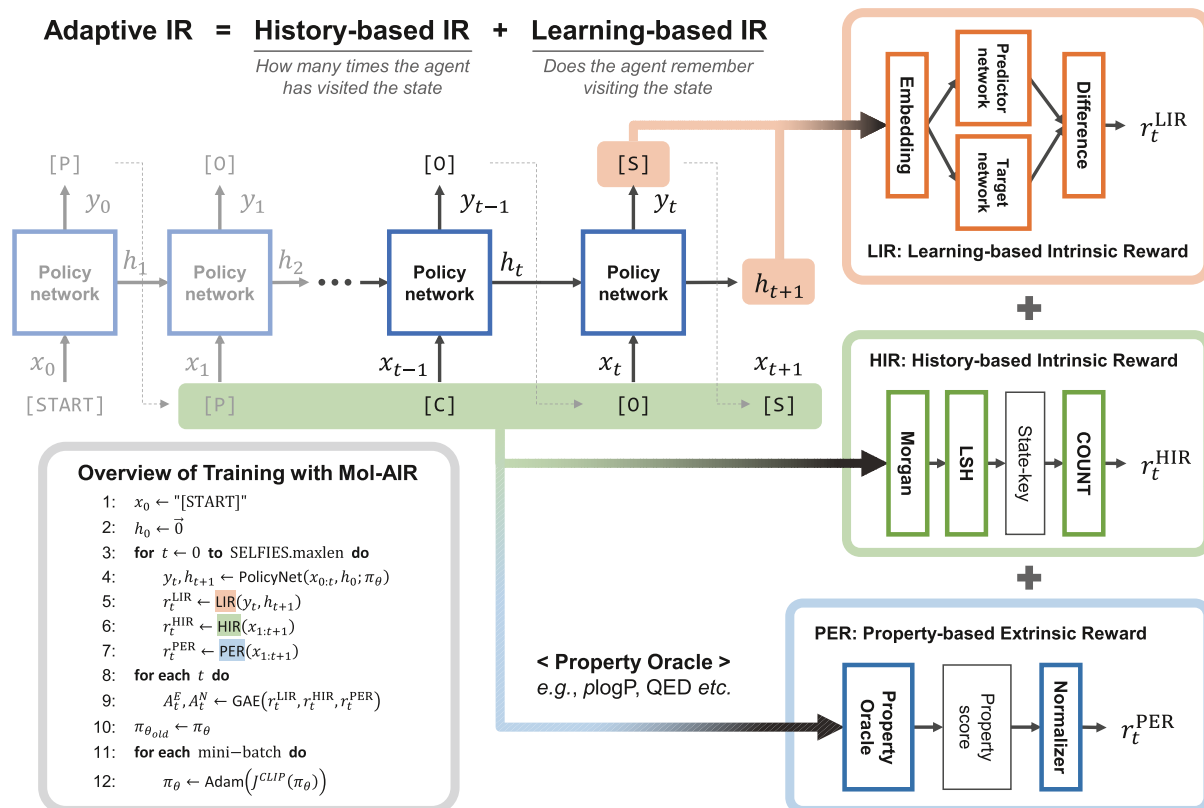 Adaptive IR = History-based IR + Learning-based IR
How many times the agent
has visited the state
Does the agent remember
visiting the state
[P]
[O]
[O]
[S]
y₀
y₁
yₜ₋₁
yₜ
Policy
network
h₁
Policy
network
h₂
•••
Policy
network
hₜ
Policy
network
hₜ₊₁
x₀
x₁
xₜ₋₁
xₜ
xₜ₊₁
[START]
[P]
[C]
[O]
[S]
Embedding
Predictor
network
Target
network
Difference
rₜᴸᴵᴿ
LIR: Learning-based Intrinsic Reward
+
HIR: History-based Intrinsic Reward
Morgan
LSH
State-key
COUNT
rₜᴴᴵᴿ
+
PER: Property-based Extrinsic Reward
Property
Oracle
Property
score
Normalizer
rₜᴾᴱᴿ
< Property Oracle >
e.g., plogP, QED etc.
Overview of Training with Mol-AIR
1: x₀ ← "[START]"
2: h₀ ← 0⃗
3: for t ← 0 to SELFIES.maxlen do
4: yₜ, hₜ₊₁ ← PolicyNet(x₀:ₜ, h₀; π_θ)
5: rₜᴸᴵᴿ ← LIR(yₜ, hₜ₊₁)
6: rₜᴴᴵᴿ ← HIR(x₁:ₜ₊₁)
7: rₜᴾᴱᴿ ← PER(x₁:ₜ₊₁)
8: for each t do
9: Aₜᴱ, Aₜᴺ ← GAE(rₜᴸᴵᴿ, rₜᴴᴵᴿ, rₜᴾᴱᴿ)
10: π_θ_old ← π_θ
11: for each mini−batch do
12: π_θ ← Adam(J^CLIP(π_θ))